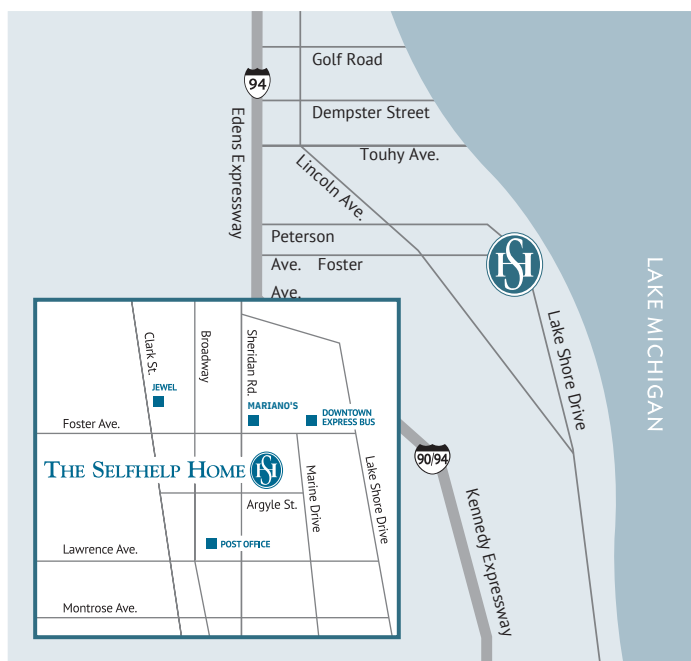 Golf Road
94
Dempster Street
Edens Expressway
Touhy Ave.
Lincoln Ave.
Peterson
Ave. Foster
Ave.
SHH
LAKE MICHIGAN
Lake Shore Drive
90/94
Kennedy Expressway
Clark St.
Broadway
Sheridan Rd.
JEWEL
MARIANO'S
DOWNTOWN
EXPRESS BUS
Foster Ave.
THE SELFHELP HOME
SHH
Argyle St.
Marine Drive
Lake Shore Drive
POST OFFICE
Lawrence Ave.
Montrose Ave.